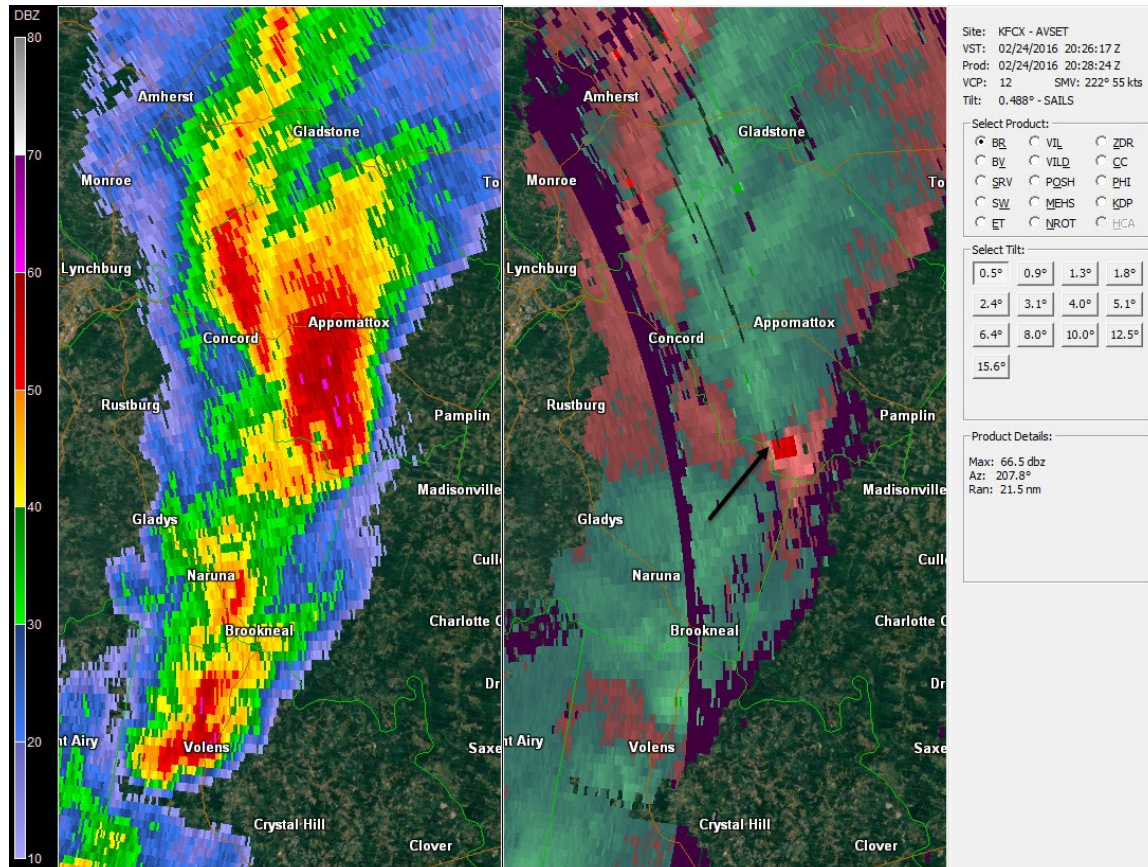 DBZ
80
70
60
50
40
30
20
10
Amherst
Gladstone
Monroe
To
Lynchburg
Appomattox
Concord
Rustburg
Pamplin
Madisonville
Gladys
Cull
Naruna
Charlotte C
Brookneal
Dr
Volens
nt Airy
Saxe
Crystal Hill
Clover
Amherst
Gladstone
Monroe
To
Lynchburg
Appomattox
Concord
Rustburg
Pamplin
Madisonville
Gladys
Cull
Naruna
Charlotte C
Brookneal
Dr
nt Airy
Volens
Saxe
Crystal Hill
Clover
Site: KFCX - AVSET
VST: 02/24/2016 20:26:17 Z
Prod: 02/24/2016 20:28:24 Z
VCP: 12 SMV: 222° 55 kts
Tilt: 0.488° - SAILS
Select Product:
BR VIL ZDR
BV VILD CC
SRV POSH PHI
SW MEHS KDP
ET NROT HCA
Select Tilt:
0.5° 0.9° 1.3° 1.8°
2.4° 3.1° 4.0° 5.1°
6.4° 8.0° 10.0° 12.5°
15.6°
Product Details:
Max: 66.5 dbz
Az: 207.8°
Ran: 21.5 nm